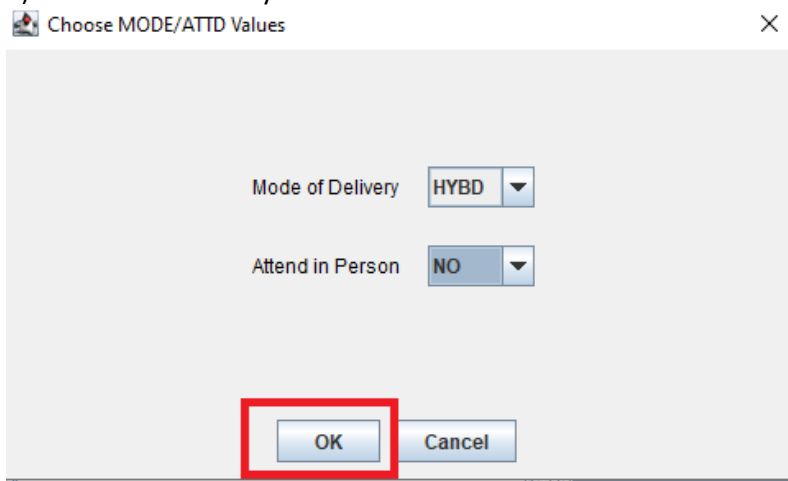 Choose MODE/ATTD Values
Mode of Delivery HYBD
Attend in Person NO
OK Cancel